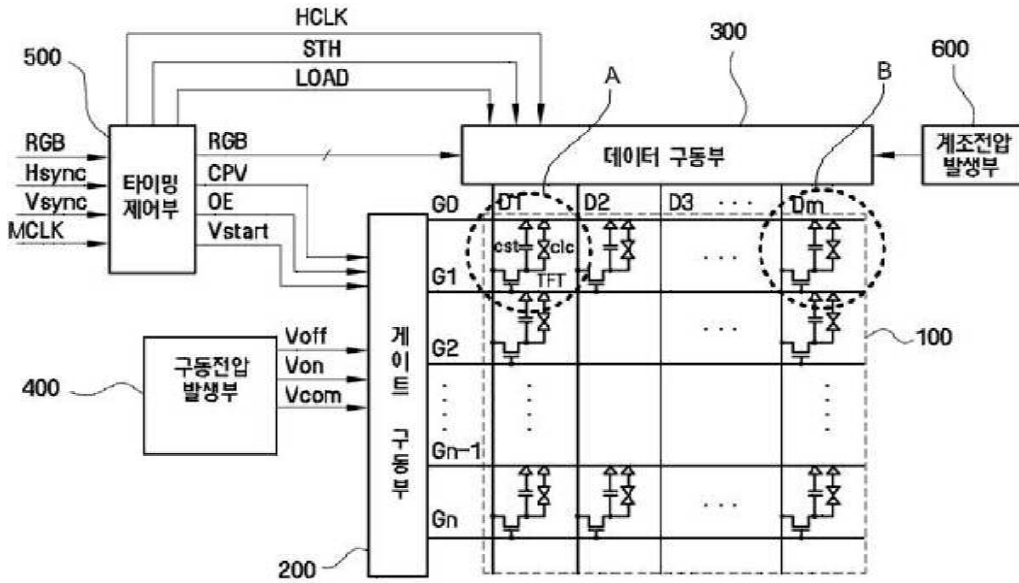 HCLK
STH
LOAD
500
300
A
B
600
RGB
Hsync
Vsync
MCLK
타이밍
제어부
RGB
CPV
OE
Vstart
데이터 구동부
계조전압
발생부
G0
D1
D2
D3
....
Dm
cst
clc
TFT
G1
G2
Gn-1
Gn
...
...
...
100
400
구동전압
발생부
Voff
Von
Vcom
게이트 구동부
200